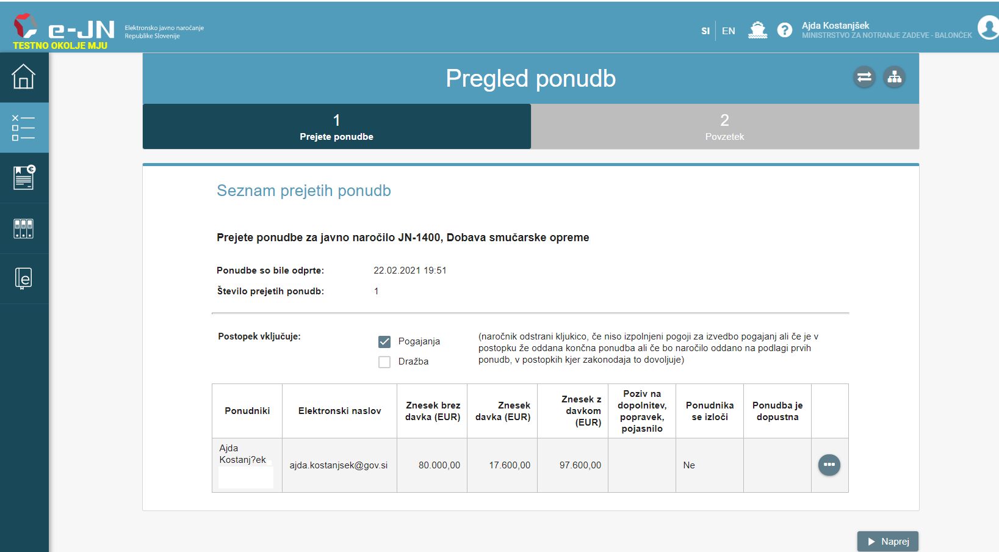 e-JN
Elektronsko javno naročanje
Republike Slovenije
TESTNO OKOLJE MJU
SI
EN
?
Ajda Kostanjšek
MINISTRSTVO ZA NOTRANJE ZADEVE - BALONČEK
Pregled ponudb
1
Prejete ponudbe
2
Povzetek
Seznam prejetih ponudb
Prejete ponudbe za javno naročilo JN-1400, Dobava smučarske opreme
Ponudbe so bile odprte: 22.02.2021 19:51
Število prejetih ponudb: 1
Postopek vključuje:
Pogajanja
Dražba
(naročnik odstrani kljukico, če niso izpolnjeni pogoji za izvedbo pogajanj ali če je v
postopku že oddana končna ponudba ali če bo naročilo oddano na podlagi prvih
ponudb, v postopkih kjer zakonodaja to dovoljuje)
Ponudniki
Elektronski naslov
Znesek brez
davka (EUR)
Znesek
davka (EUR)
Znesek z
davkom
(EUR)
Poziv na
dopolnitev,
popravek,
pojasnilo
Ponudnika
se izloči
Ponudba je
dopustna
Ajda
Kostanj?ek
ajda.kostanjsek@gov.si
80.000,00
17.600,00
97.600,00
Ne
Naprej